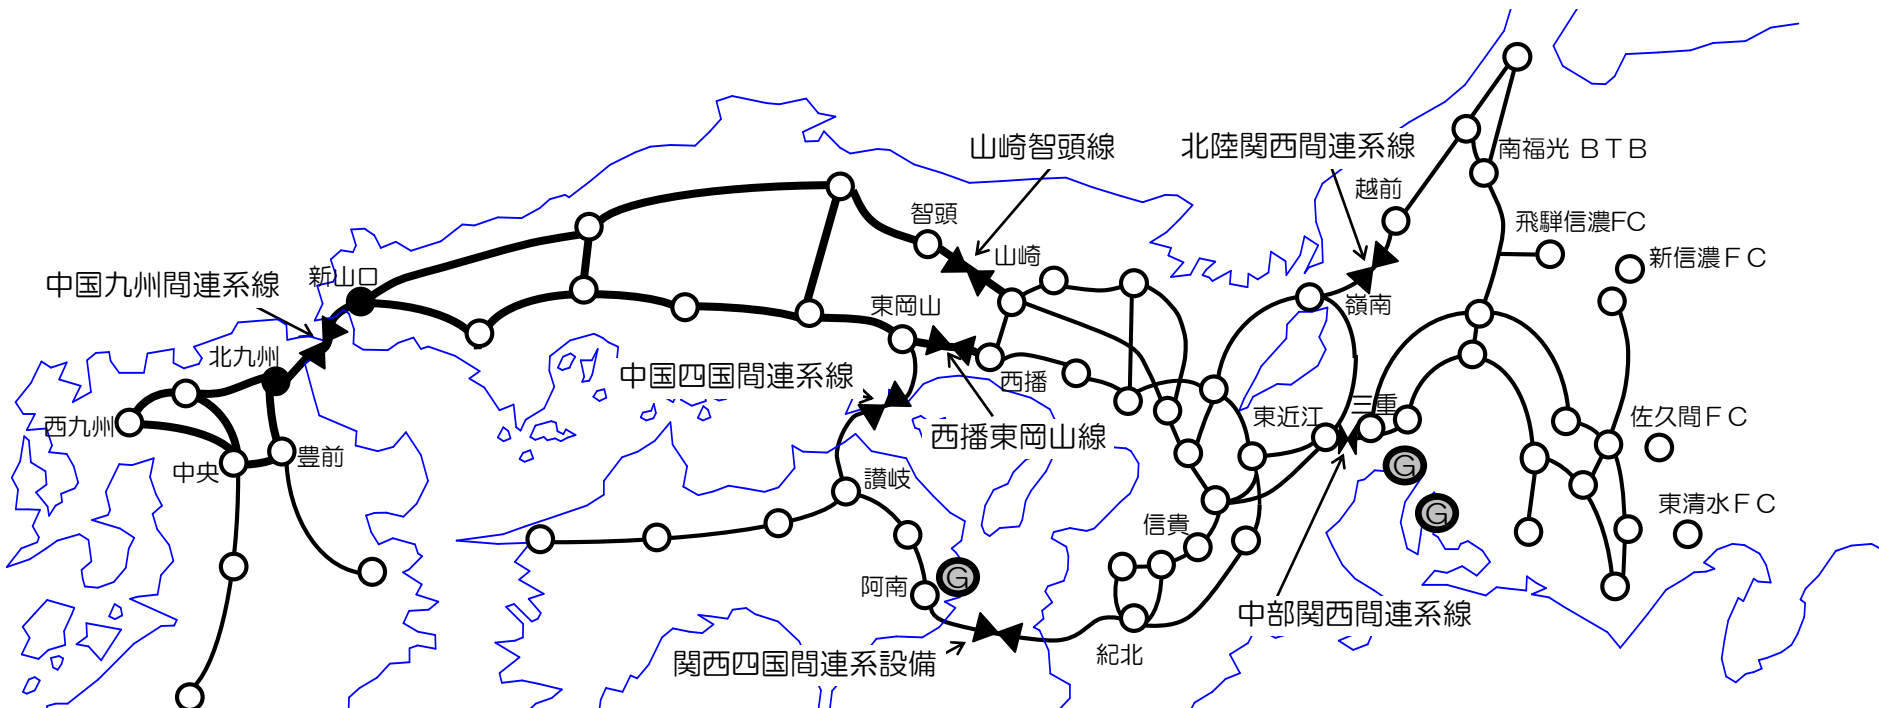 山崎智頭線
北陸関西間連系線
南福光 ＢＴＢ
越前
智頭
飛騨信濃FC
山崎
新信濃ＦＣ
新山口
中国九州間連系線
東岡山
嶺南
北九州
中国四国間連系線
西播
三重
東近江
佐久間ＦＣ
西九州
西播東岡山線
豊前
中央
G
讃岐
東清水ＦＣ
G
信貴
G
阿南
中部関西間連系線
紀北
関西四国間連系設備